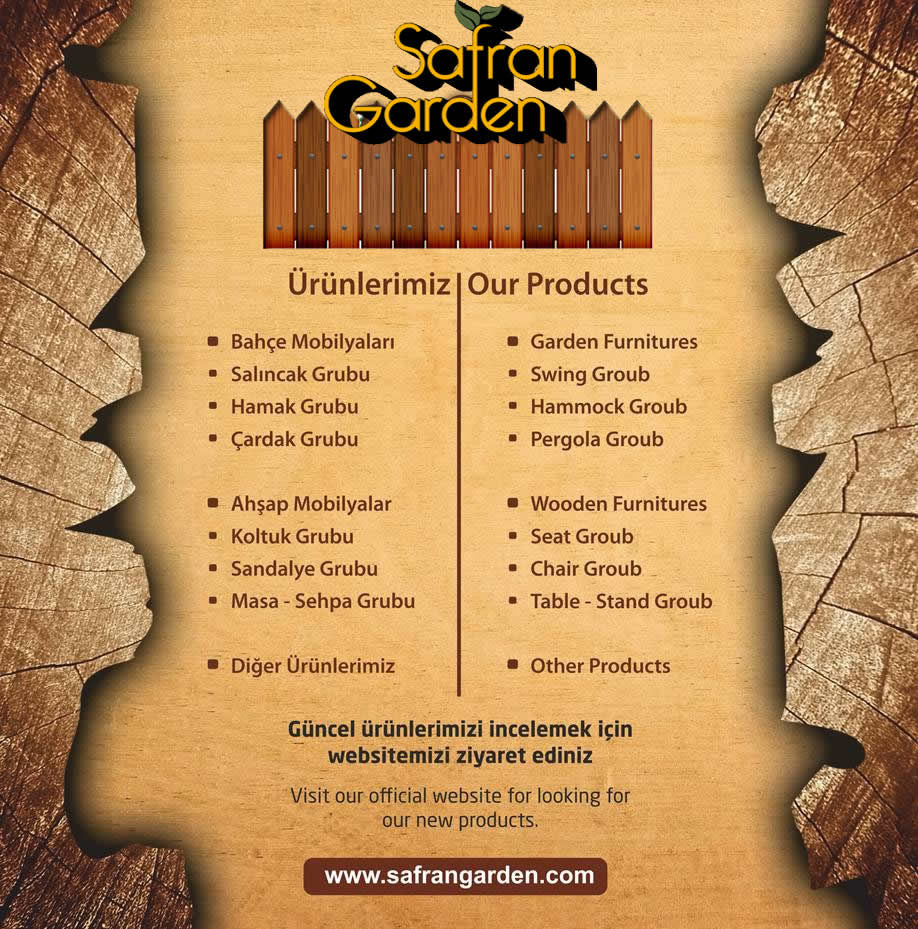 Safran
Garden
Ürünlerimiz | Our Products
Bahçe Mobilyaları
Salıncak Grubu
Hamak Grubu
Çardak Grubu
Ahşap Mobilyalar
Koltuk Grubu
Sandalye Grubu
Masa - Sehpa Grubu
Diğer Ürünlerimiz
Garden Furnitures
Swing Groub
Hammock Groub
Pergola Groub
Wooden Furnitures
Seat Groub
Chair Groub
Table - Stand Groub
Other Products
Güncel ürünlerimizi incelemek için
websitemizi ziyaret ediniz
Visit our official website for looking for
our new products.
www.safrangarden.com